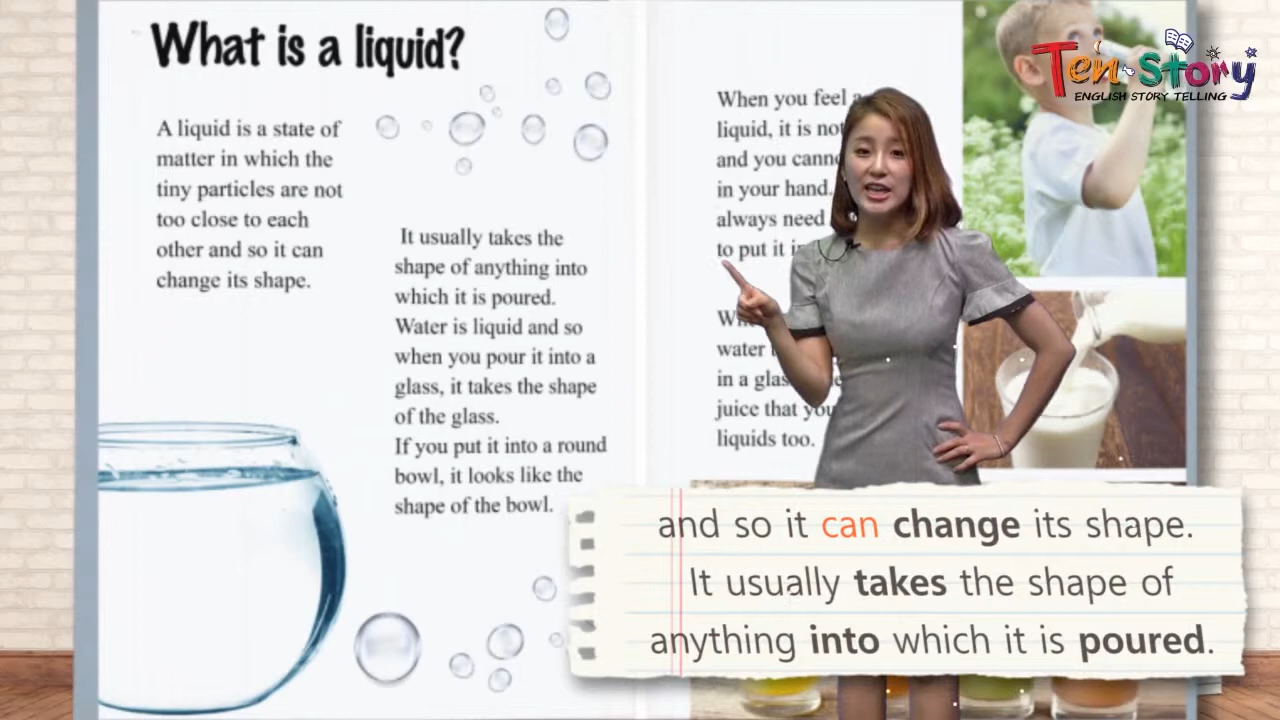 What is a liquid?
A liquid is a state of
matter in which the
tiny particles are not
too close to each
other and so it can
change its shape.
It usually takes the
shape of anything into
which it is poured.
Water is liquid and so
when you pour it into a
glass, it takes the shape
of the glass.
If you put it into a round
bowl, it looks like the
shape of the bowl.
When you feel
liquid, it is
and you
in your hand.
always need
to put it
water
in a
juice that
liquids too.
Ten Story
ENGLISH STORY TELLING
and so it can change its shape.
It usually takes the shape of
anything into which it is poured.